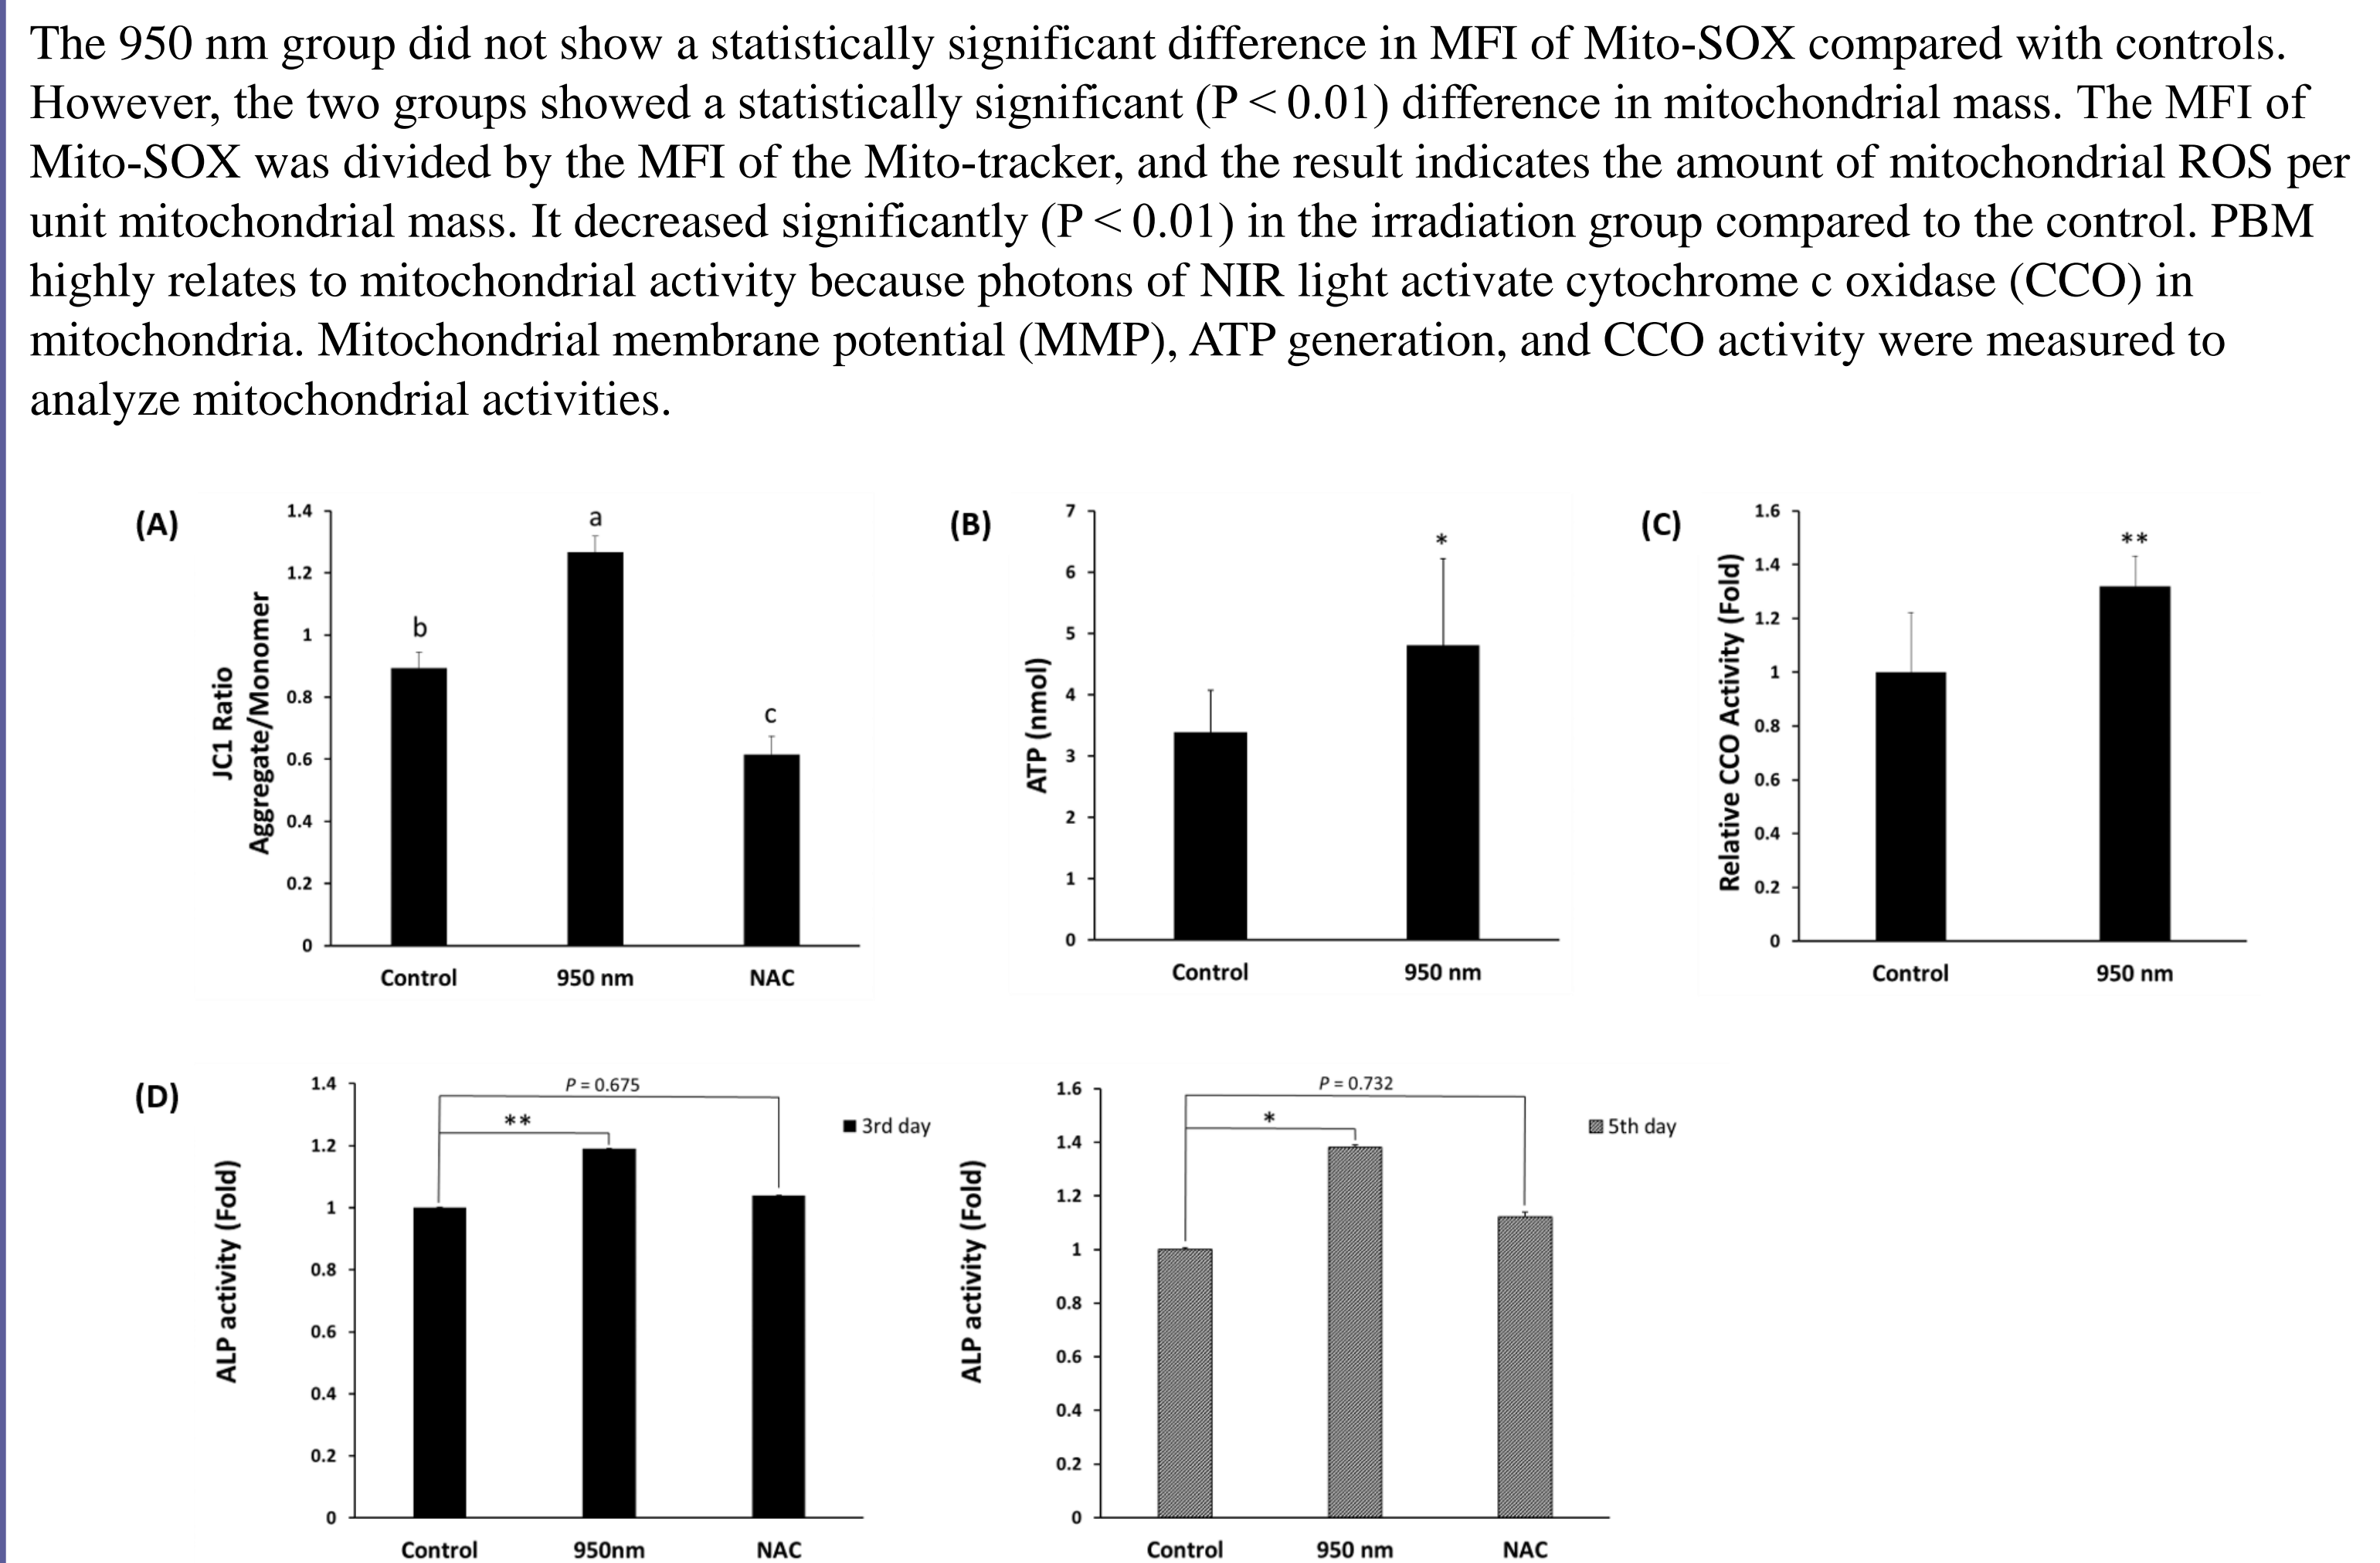 The 950 nm group did not show a statistically significant difference in MFI of Mito-SOX compared with controls.
However, the two groups showed a statistically significant (P < 0.01) difference in mitochondrial mass. The MFI of
Mito-SOX was divided by the MFI of the Mito-tracker, and the result indicates the amount of mitochondrial ROS per
unit mitochondrial mass. It decreased significantly (P < 0.01) in the irradiation group compared to the control. PBM
highly relates to mitochondrial activity because photons of NIR light activate cytochrome c oxidase (CCO) in
mitochondria. Mitochondrial membrane potential (MMP), ATP generation, and CCO activity were measured to
analyze mitochondrial activities.
(A)
JC1 Ratio
Aggregate/Monomer
1.4
1.2
1
0.8
0.6
0.4
0.2
0
b
a
c
Control 950 nm NAC
(B)
ATP (nmol)
7
6
5
4
3
2
1
0
*
Control 950 nm
(C)
Relative CCO Activity (Fold)
1.6
1.4
1.2
1
0.8
0.6
0.4
0.2
0
**
Control 950 nm
(D)
ALP activity (Fold)
1.4
1.2
1
0.8
0.6
0.4
0.2
0
P = 0.675
**
3rd day
Control 950nm NAC
ALP activity (Fold)
1.6
1.4
1.2
1
0.8
0.6
0.4
0.2
0
P = 0.732
*
5th day
Control 950 nm NAC